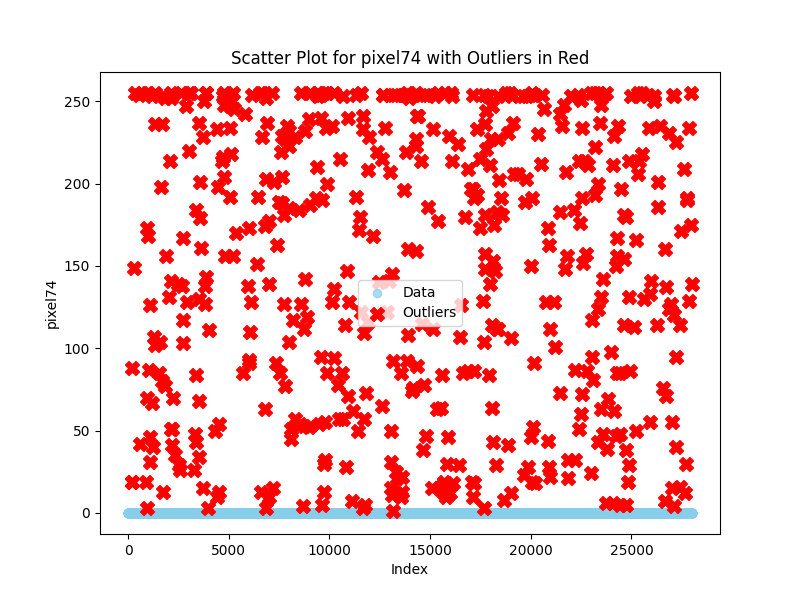 Scatter Plot for pixel74 with Outliers in Red
250
200
150
100
50
0
pixel74
Data
Outliers
0 5000 10000 15000 20000 25000
Index